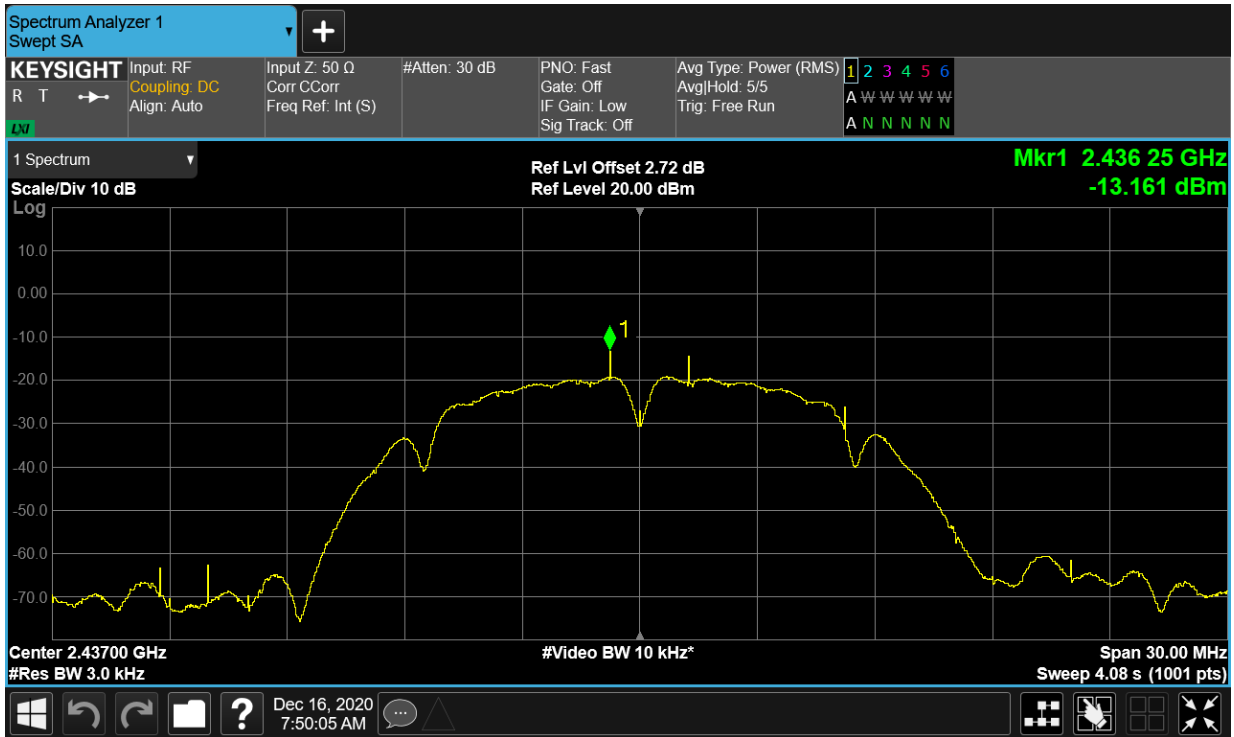 Spectrum Analyzer 1
Swept SA
KEYSIGHT
R T
LXI
Input: RF
Coupling: DC
Align: Auto
Input Z: 50 Ω
Corr CCorr
Freq Ref: Int (S)
#Atten: 30 dB
PNO: Fast
Gate: Off
IF Gain: Low
Sig Track: Off
Avg Type: Power (RMS)
Avg|Hold: 5/5
Trig: Free Run
1 2 3 4 5 6
A W W W W W
A N N N N N
1 Spectrum
Scale/Div 10 dB
Log
Ref Lvl Offset 2.72 dB
Ref Level 20.00 dBm
Mkr1 2.436 25 GHz
-13.161 dBm
10.0
0.00
-10.0
-20.0
-30.0
-40.0
-50.0
-60.0
-70.0
1
Center 2.43700 GHz
#Res BW 3.0 kHz
#Video BW 10 kHz*
Span 30.00 MHz
Sweep 4.08 s (1001 pts)
?
Dec 16, 2020
7:50:05 AM